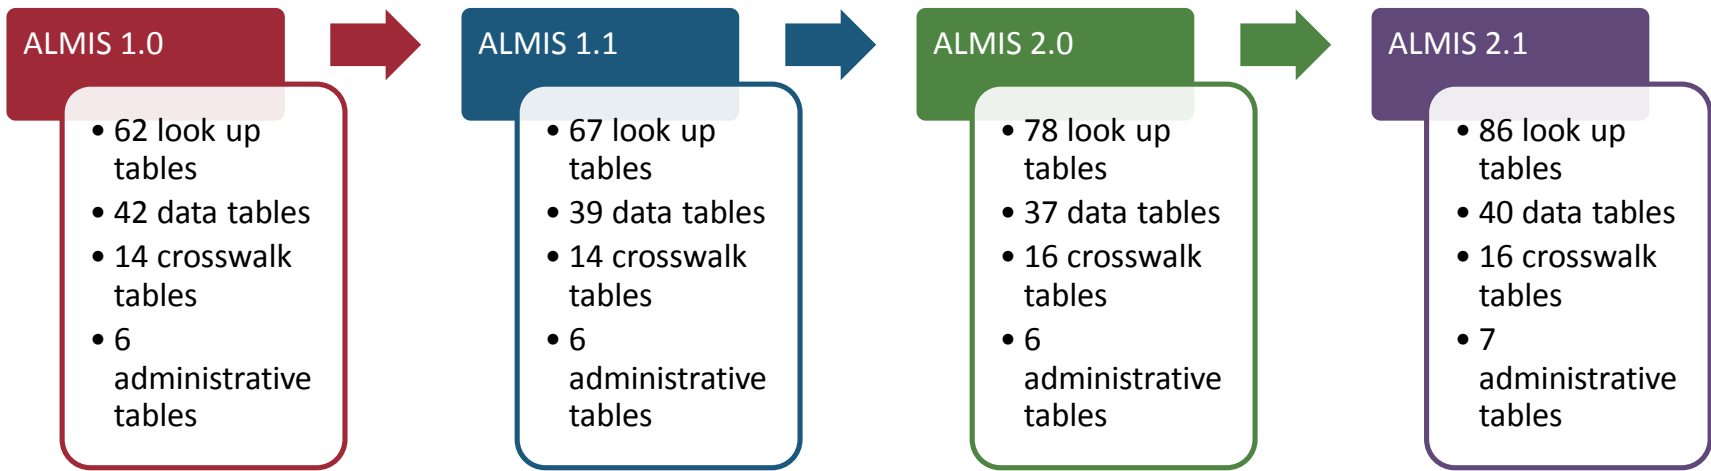 ALMIS 1.0
• 62 look up
tables
• 42 data tables
• 14 crosswalk
tables
• 6
administrative
tables
ALMIS 1.1
• 67 look up
tables
• 39 data tables
• 14 crosswalk
tables
• 6
administrative
tables
ALMIS 2.0
• 78 look up
tables
• 37 data tables
• 16 crosswalk
tables
• 6
administrative
tables
ALMIS 2.1
• 86 look up
tables
• 40 data tables
• 16 crosswalk
tables
• 7
administrative
tables